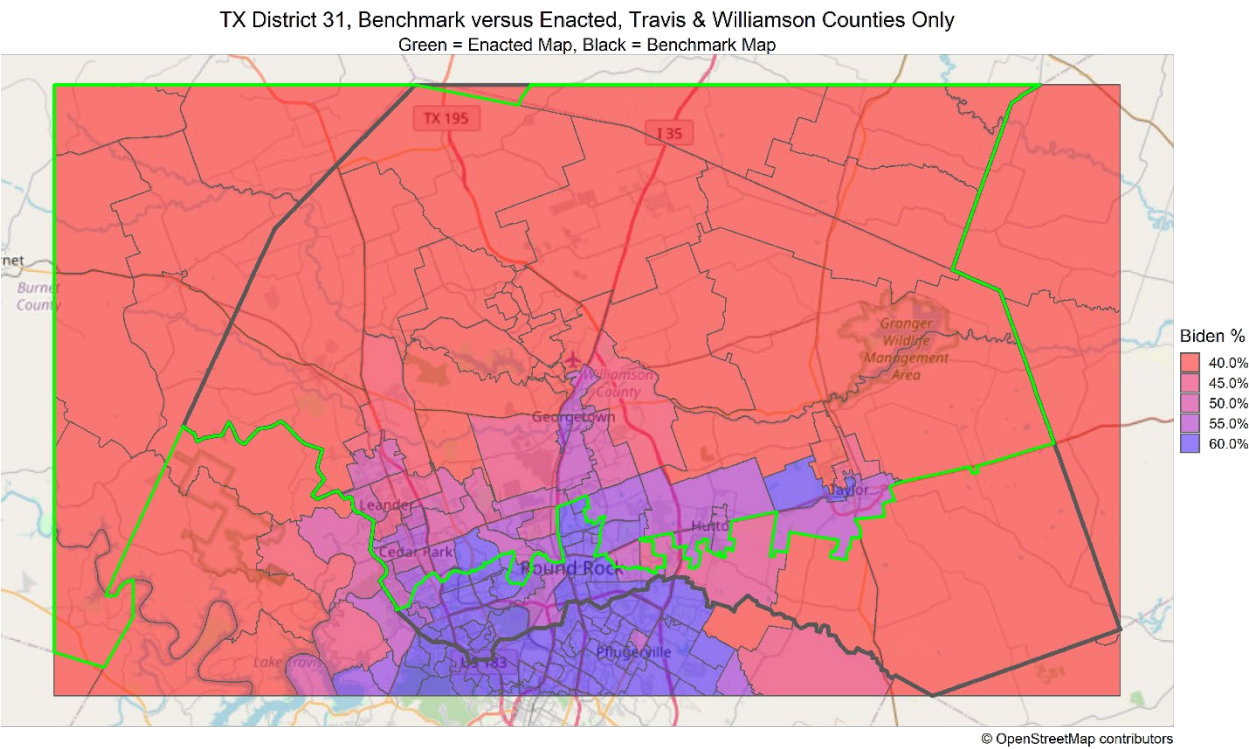 TX District 31, Benchmark versus Enacted, Travis & Williamson Counties Only
Green = Enacted Map, Black = Benchmark Map
TX 195
I 35
net
Burnet
County
Granger
Wildlife
Management
Area
Williamson
County
Georgetown
Leander
Taylor
Hutto
Cedar Park
Round Rock
Pflugerville
Lake Travis
US 183
Biden %
40.0%
45.0%
50.0%
55.0%
60.0%
© OpenStreetMap contributors